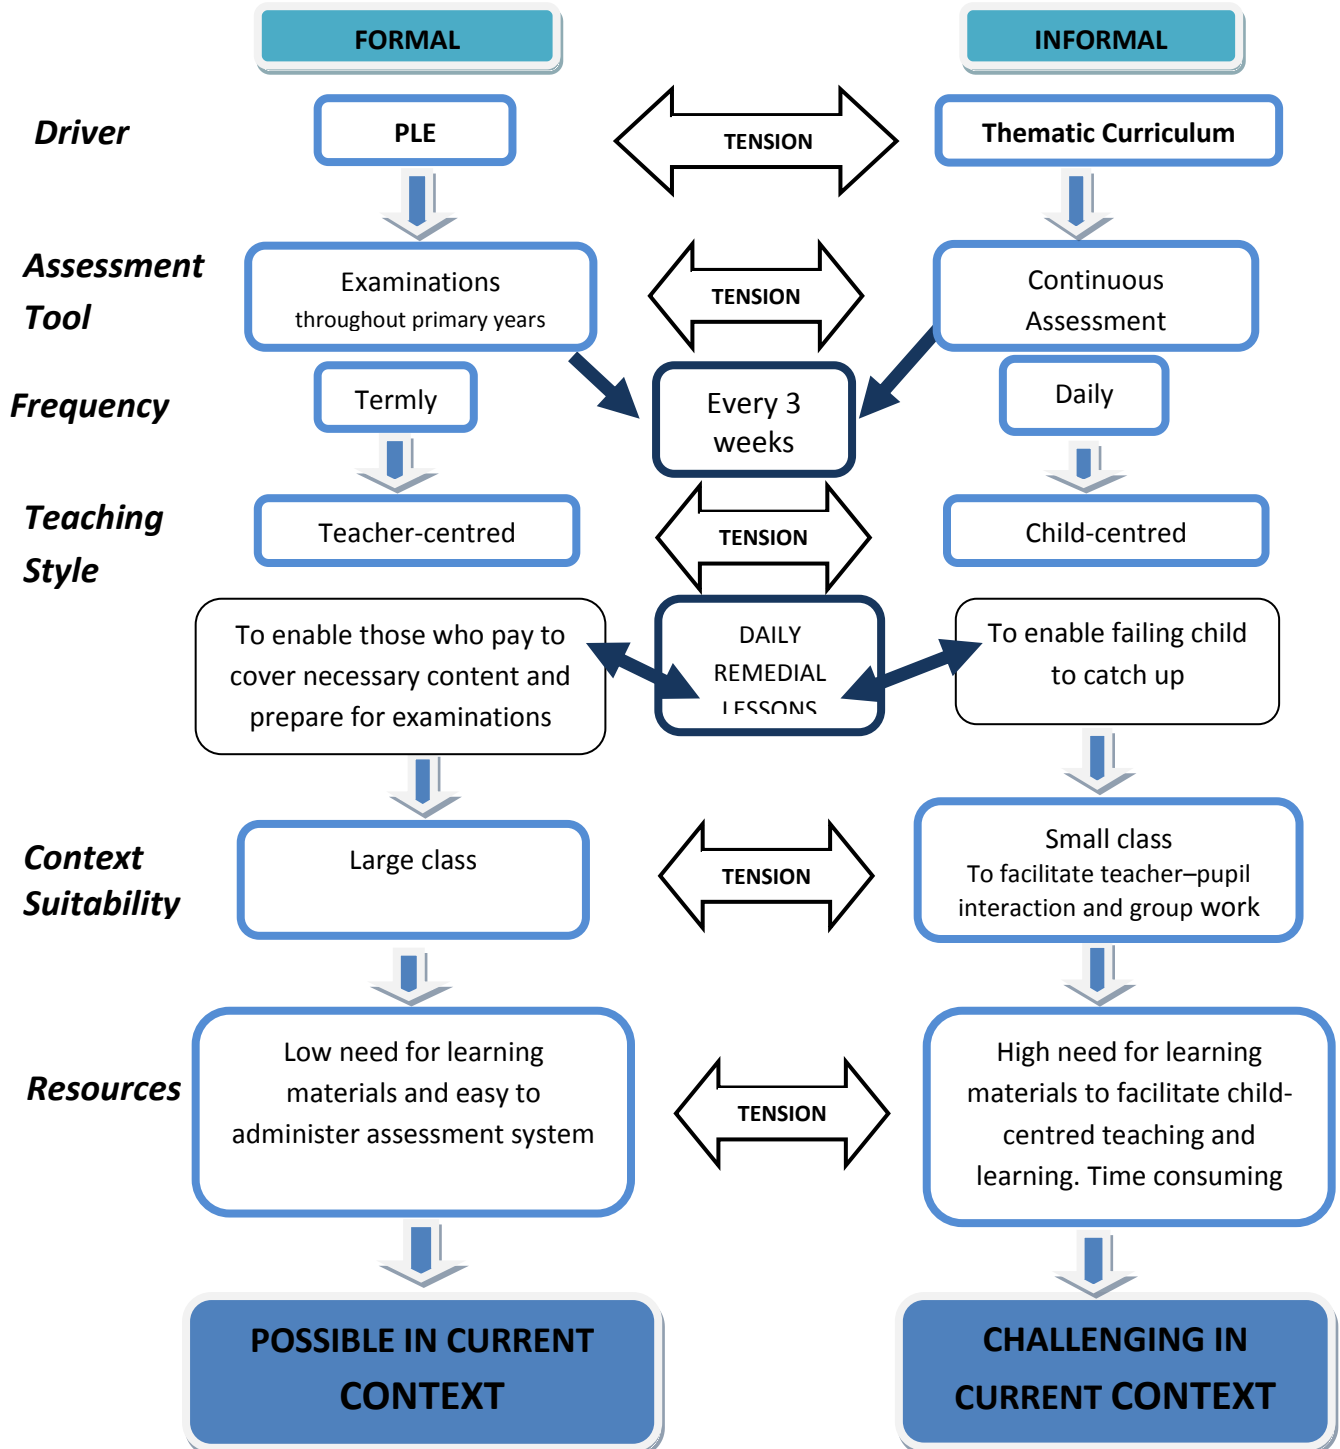 FORMAL
INFORMAL
Driver
PLE
TENSION
Thematic Curriculum
Assessment
Tool
Examinations
throughout primary years
TENSION
Continuous
Assessment
Frequency
Termly
Every 3
weeks
Daily
Teaching
Style
Teacher-centred
TENSION
Child-centred
To enable those who pay to
cover necessary content and
prepare for examinations
DAILY
REMEDIAL
LESSONS
To enable failing child
to catch up
Context
Suitability
Large class
TENSION
Small class
To facilitate teacher–pupil
interaction and group work
Resources
Low need for learning
materials and easy to
administer assessment system
TENSION
High need for learning
materials to facilitate child-
centred teaching and
learning. Time consuming
POSSIBLE IN CURRENT
CONTEXT
CHALLENGING IN
CURRENT CONTEXT